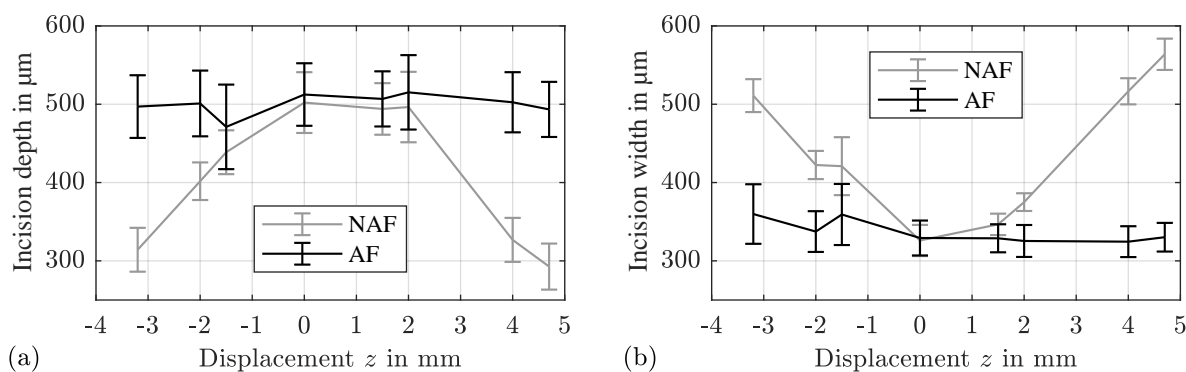 600
500
400
300
Incision depth in µm
NAF
AF
-4 -3 -2 -1 0 1 2 3 4 5
Displacement z in mm
(a)
600
500
400
300
Incision width in µm
NAF
AF
-4 -3 -2 -1 0 1 2 3 4 5
Displacement z in mm
(b)